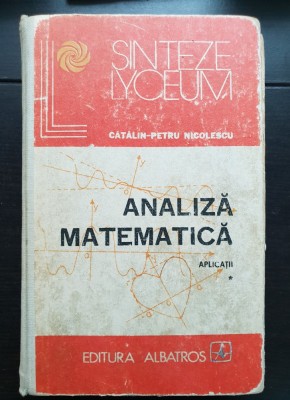 SINTEZE
LYCEUM
CĂTĂLIN-PETRU NICOLESCU
ANALIZĂ
MATEMATICĂ
APLICAȚII
*
EDITURA ALBATROS